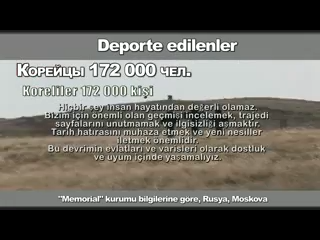 Deporte edilenler
Корейцы 172 000 чел.
Koreliler 172 000 kişi
Hiçbir şey insan hayatından değerli olamaz.
Bizim için önemli olan geçmişi incelemek, trajedi
sayfalarını unutmamak ve ilgisizliği aşmaktır.
Tarih hatırasını muhaza etmek ve yeni nesiller
iletmek önemlidir.
Bu devrimin evlatları ve varisleri olarak dostluk
ve uyum içinde yaşamalıyız.
"Memorial" kurumu bilgilerine göre, Rusya, Moskova